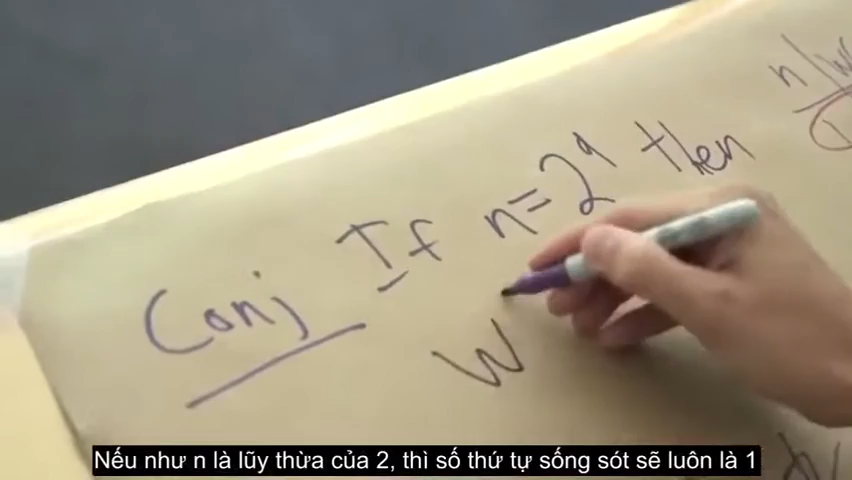 Conj If n=2^a then
W
n/W
Nếu như n là lũy thừa của 2, thì số thứ tự sống sót sẽ luôn là 1